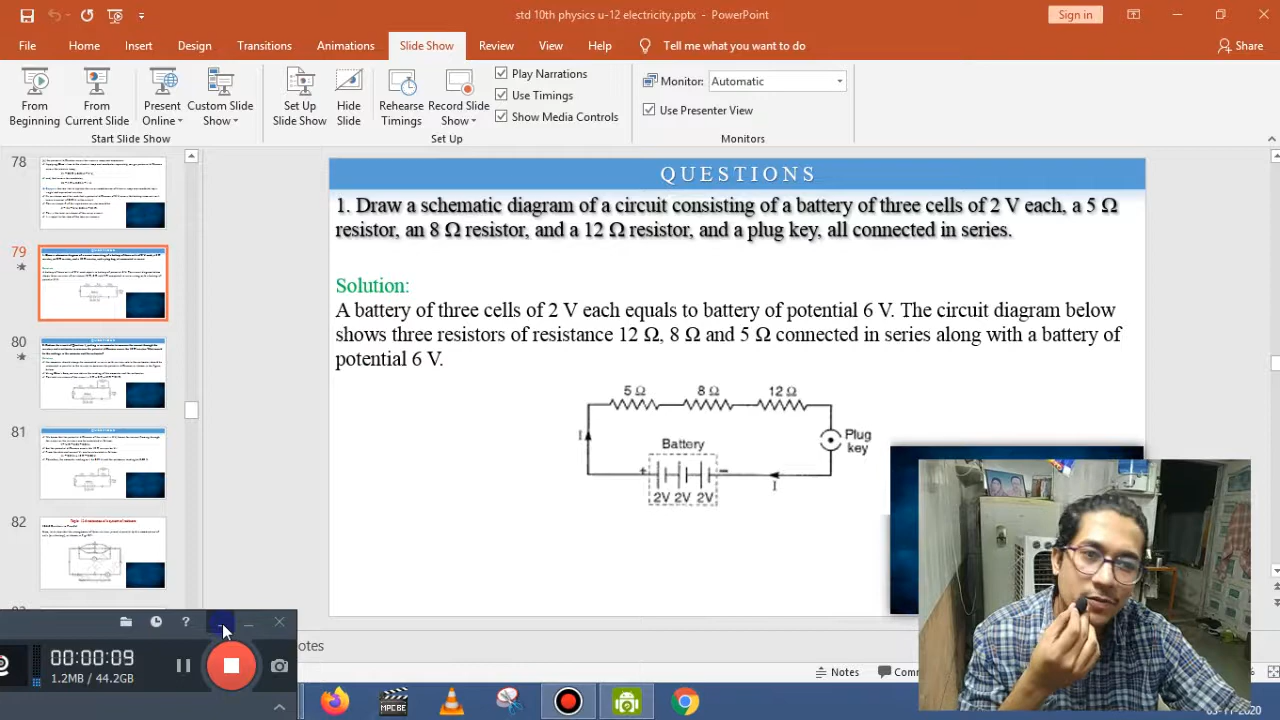 std 10th physics u-12 electricity.pptx - PowerPoint
Sign in
File Home Insert Design Transitions Animations Slide Show Review View Help Tell me what you want to do Share
From Beginning
From Current Slide
Present Online
Custom Slide Show
Start Slide Show
Set Up Slide Show
Hide Slide
Rehearse Timings
Record Slide Show
Play Narrations
Use Timings
Show Media Controls
Set Up
Monitor: Automatic
Use Presenter View
Monitors
78
79
80
81
82
QUESTIONS
1. Draw a schematic diagram of a circuit consisting of a battery of three cells of 2 V each, a 5 Ω
resistor, an 8 Ω resistor, and a 12 Ω resistor, and a plug key, all connected in series.
Solution:
A battery of three cells of 2 V each equals to battery of potential 6 V. The circuit diagram below
shows three resistors of resistance 12 Ω, 8 Ω and 5 Ω connected in series along with a battery of
potential 6 V.
5 Ω 8 Ω 12 Ω
I
Battery
Plug
key
+ −
2V 2V 2V
I
00:00:09
1.2MB / 44.2GB
otes
Notes
Comm
MPC BE